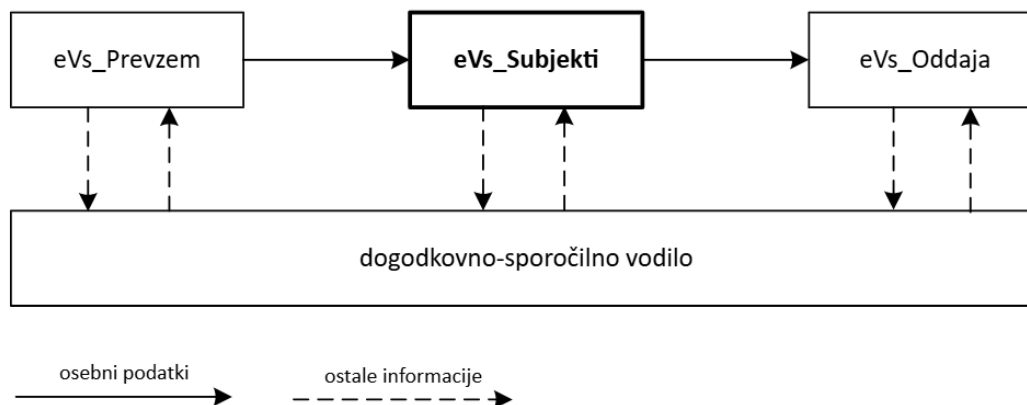 eVs_Prevzem
eVs_Subjekti
eVs_Oddaja
dogodkovno-sporočilno vodilo
osebni podatki
ostale informacije